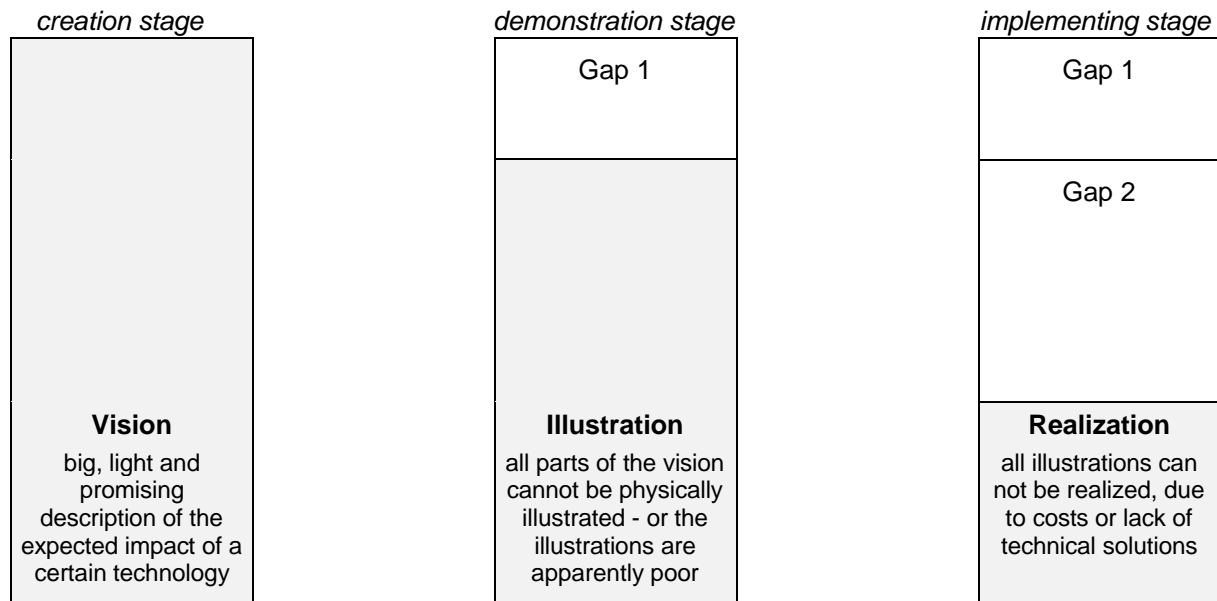 creation stage
demonstration stage
implementing stage
Gap 1
Gap 1
Gap 2
Vision
big, light and
promising
description of the
expected impact of a
certain technology
Illustration
all parts of the vision
cannot be physically
illustrated - or the
illustrations are
apparently poor
Realization
all illustrations can
not be realized, due
to costs or lack of
technical solutions